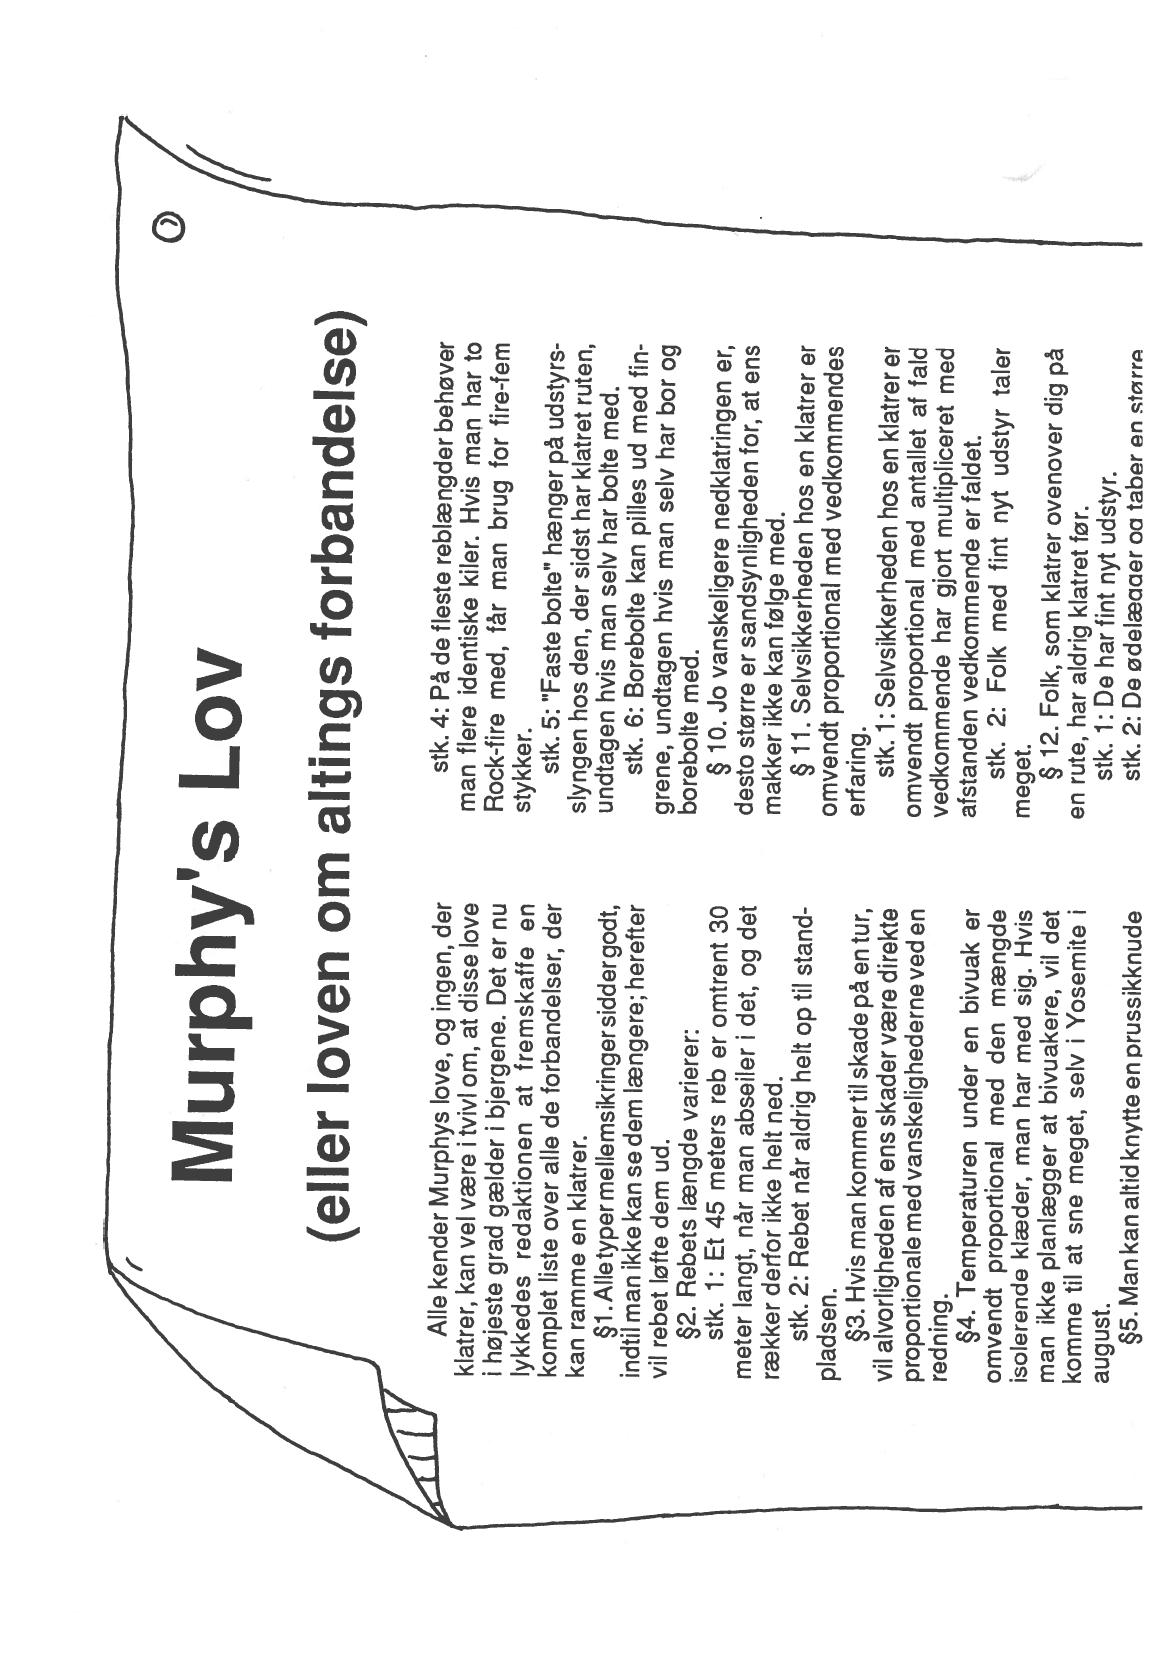 Murphy's Lov
(eller loven om altings forbandelse)
Alle kender Murphys love, og ingen, der
klatrer, kan vel være i tvivl om, at disse love
i højeste grad gælder i bjergene. Det er nu
lykkedes redaktionen at fremskaffe en
komplet liste over alle de forbandelser, der
kan ramme en klatrer.
§1. Alle typer mellemsikringer sidder godt,
indtil man ikke kan se dem længere; herefter
vil rebet løfte dem ud.
§2. Rebets længde varierer:
stk. 1: Et 45 meters reb er omtrent 30
meter langt, når man abseiler i det, og det
rækker derfor ikke helt ned.
stk. 2: Rebet når aldrig helt op til stand-
pladsen.
§3. Hvis man kommer til skade på en tur,
vil alvorligheden af ens skader være direkte
proportionale med vanskelighederne ved en
redning.
§4. Temperaturen under en bivuak er
omvendt proportional med den mængde
isolerende klæder, man har med sig. Hvis
man ikke planlægger at bivuakere, vil det
komme til at sne meget, selv i Yosemite i
august.
§5. Man kan altid knytte en prussikknude
stk. 4: På de fleste reblængder behøver
man flere identiske kiler. Hvis man har to
Rock-fire med, får man brug for fire-fem
stykker.
stk. 5: "Faste bolte" hænger på udstyrs-
slyngen hos den, der sidst har klatret ruten,
undtagen hvis man selv har bolte med.
stk. 6: Borebolte kan pilles ud med fin-
grene, undtagen hvis man selv har bor og
borebolte med.
§ 10. Jo vanskeligere nedklatringen er,
desto større er sandsynligheden for, at ens
makker ikke kan følge med.
§ 11. Selvsikkerheden hos en klatrer er
omvendt proportional med vedkommendes
erfaring.
stk. 1: Selvsikkerheden hos en klatrer er
omvendt proportional med antallet af fald
vedkommende har gjort multipliceret med
afstanden vedkommende er faldet.
stk. 2: Folk med fint nyt udstyr taler
meget.
§ 12. Folk, som klatrer ovenover dig på
en rute, har aldrig klatret før.
stk. 1: De har fint nyt udstyr.
stk. 2: De ødelægger og taber en større